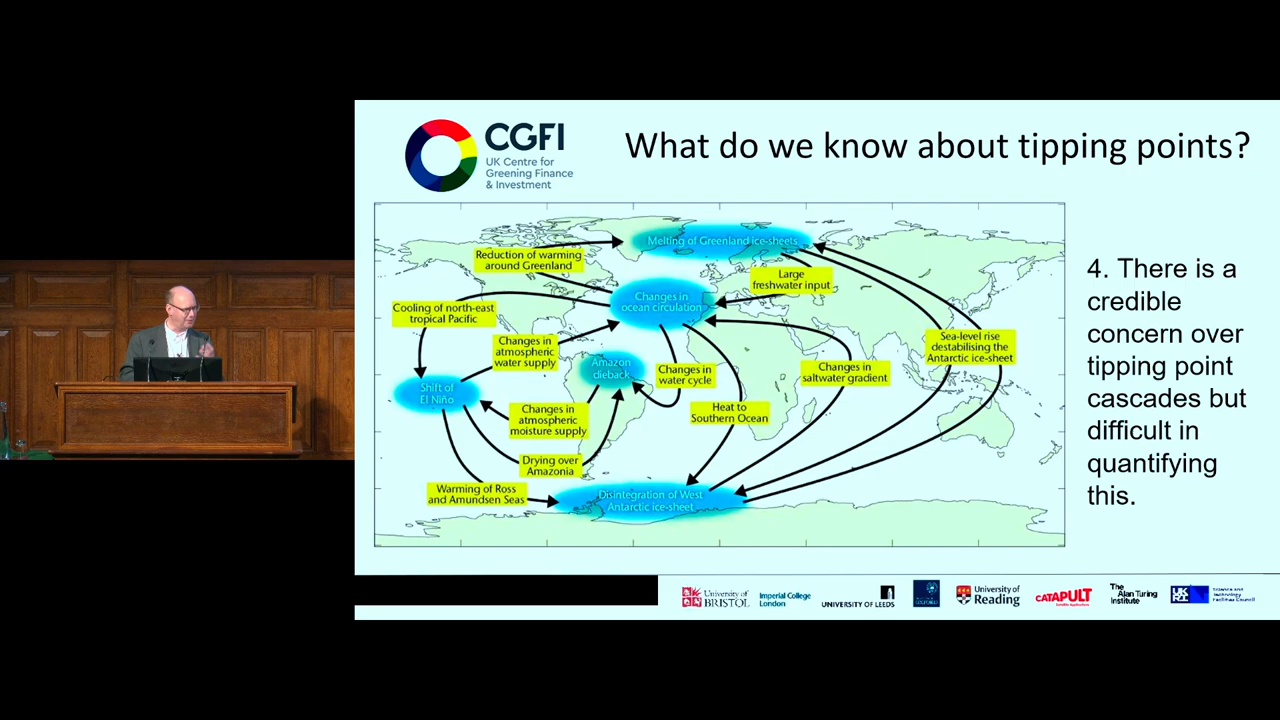 CGFI
UK Centre for
Greening Finance
& Investment
What do we know about tipping points?
Melting of Greenland ice-sheets
Reduction of warming
around Greenland
Large
freshwater input
Changes in
ocean circulation
Cooling of north-east
tropical Pacific
Changes in
atmospheric
water supply
Sea-level rise
destabilising the
Antarctic ice-sheet
Amazon
dieback
Changes in
water cycle
Changes in
saltwater gradient
Shift of
El Niño
Changes in
atmospheric
moisture supply
Heat to
Southern Ocean
Drying over
Amazonia
Warming of Ross
and Amundsen Seas
Disintegration of West
Antarctic ice-sheet
4. There is a
credible
concern over
tipping point
cascades but
difficult in
quantifying
this.
University of
BRISTOL
Imperial College
London
UNIVERSITY OF LEEDS
University of
Reading
CATAPULT
The
Alan Turing
Institute
Science and
Technology
Facilities Council